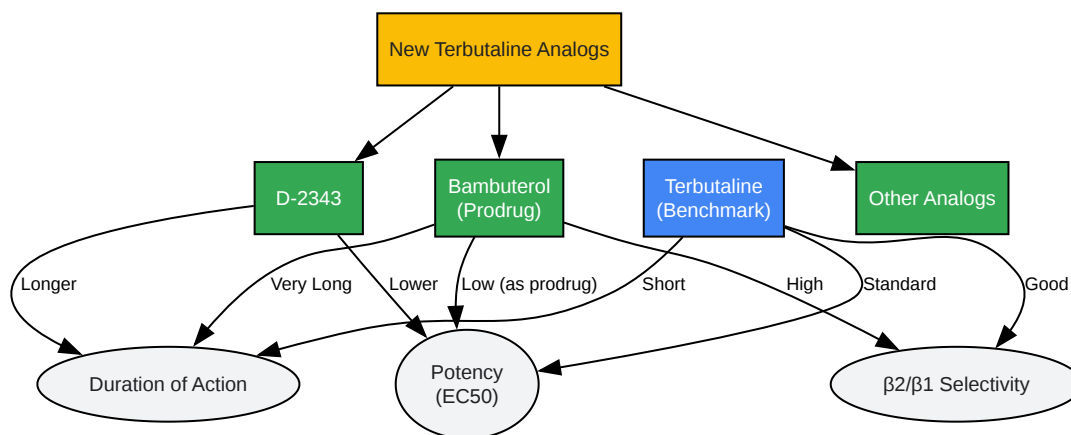 New Terbutaline Analogs
D-2343
Bambuterol
(Prodrug)
Terbutaline
(Benchmark)
Other Analogs
Longer
Very Long
Lower
Low (as prodrug)
Short
High
Standard
Good
Duration of Action
Potency
(EC50)
β2/β1 Selectivity